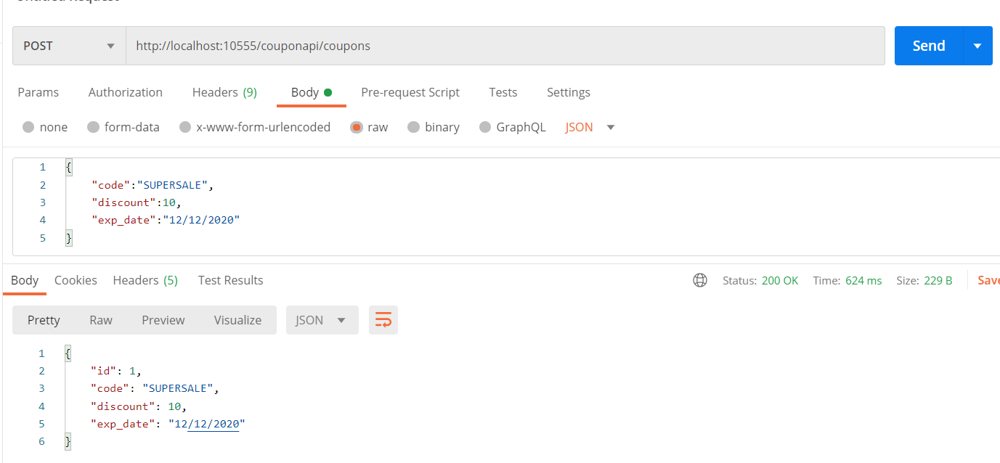 POST http://localhost:10555/couponapi/coupons Send
Params Authorization Headers (9) Body Pre-request Script Tests Settings
none form-data x-www-form-urlencoded raw binary GraphQL JSON
1 {
2 "code":"SUPERSALE",
3 "discount":10,
4 "exp_date":"12/12/2020"
5 }
Body Cookies Headers (5) Test Results Status: 200 OK Time: 624 ms Size: 229 B Save
Pretty Raw Preview Visualize JSON
1 {
2 "id": 1,
3 "code": "SUPERSALE",
4 "discount": 10,
5 "exp_date": "12/12/2020"
6 }